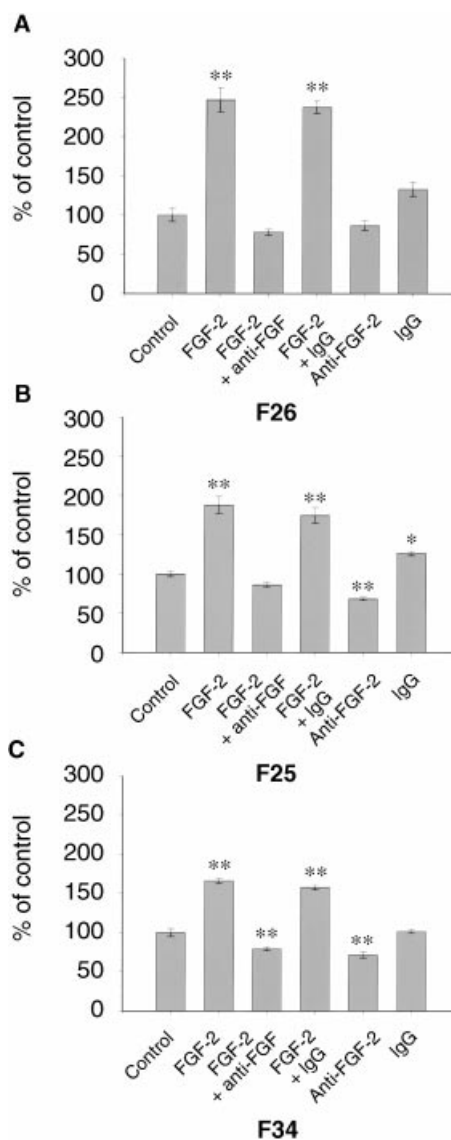 A
% of control
300
250
200
150
100
50
0
**
**
Control
FGF-2
FGF-2
+ anti-FGF
FGF-2
+ IgG
Anti-FGF-2
IgG
F26
B
% of control
300
250
200
150
100
50
0
**
**
**
*
Control
FGF-2
FGF-2
+ anti-FGF
FGF-2
+ IgG
Anti-FGF-2
IgG
F25
C
% of control
300
250
200
150
100
50
0
**
**
**
**
Control
FGF-2
FGF-2
+ anti-FGF
FGF-2
+ IgG
Anti-FGF-2
IgG
F34